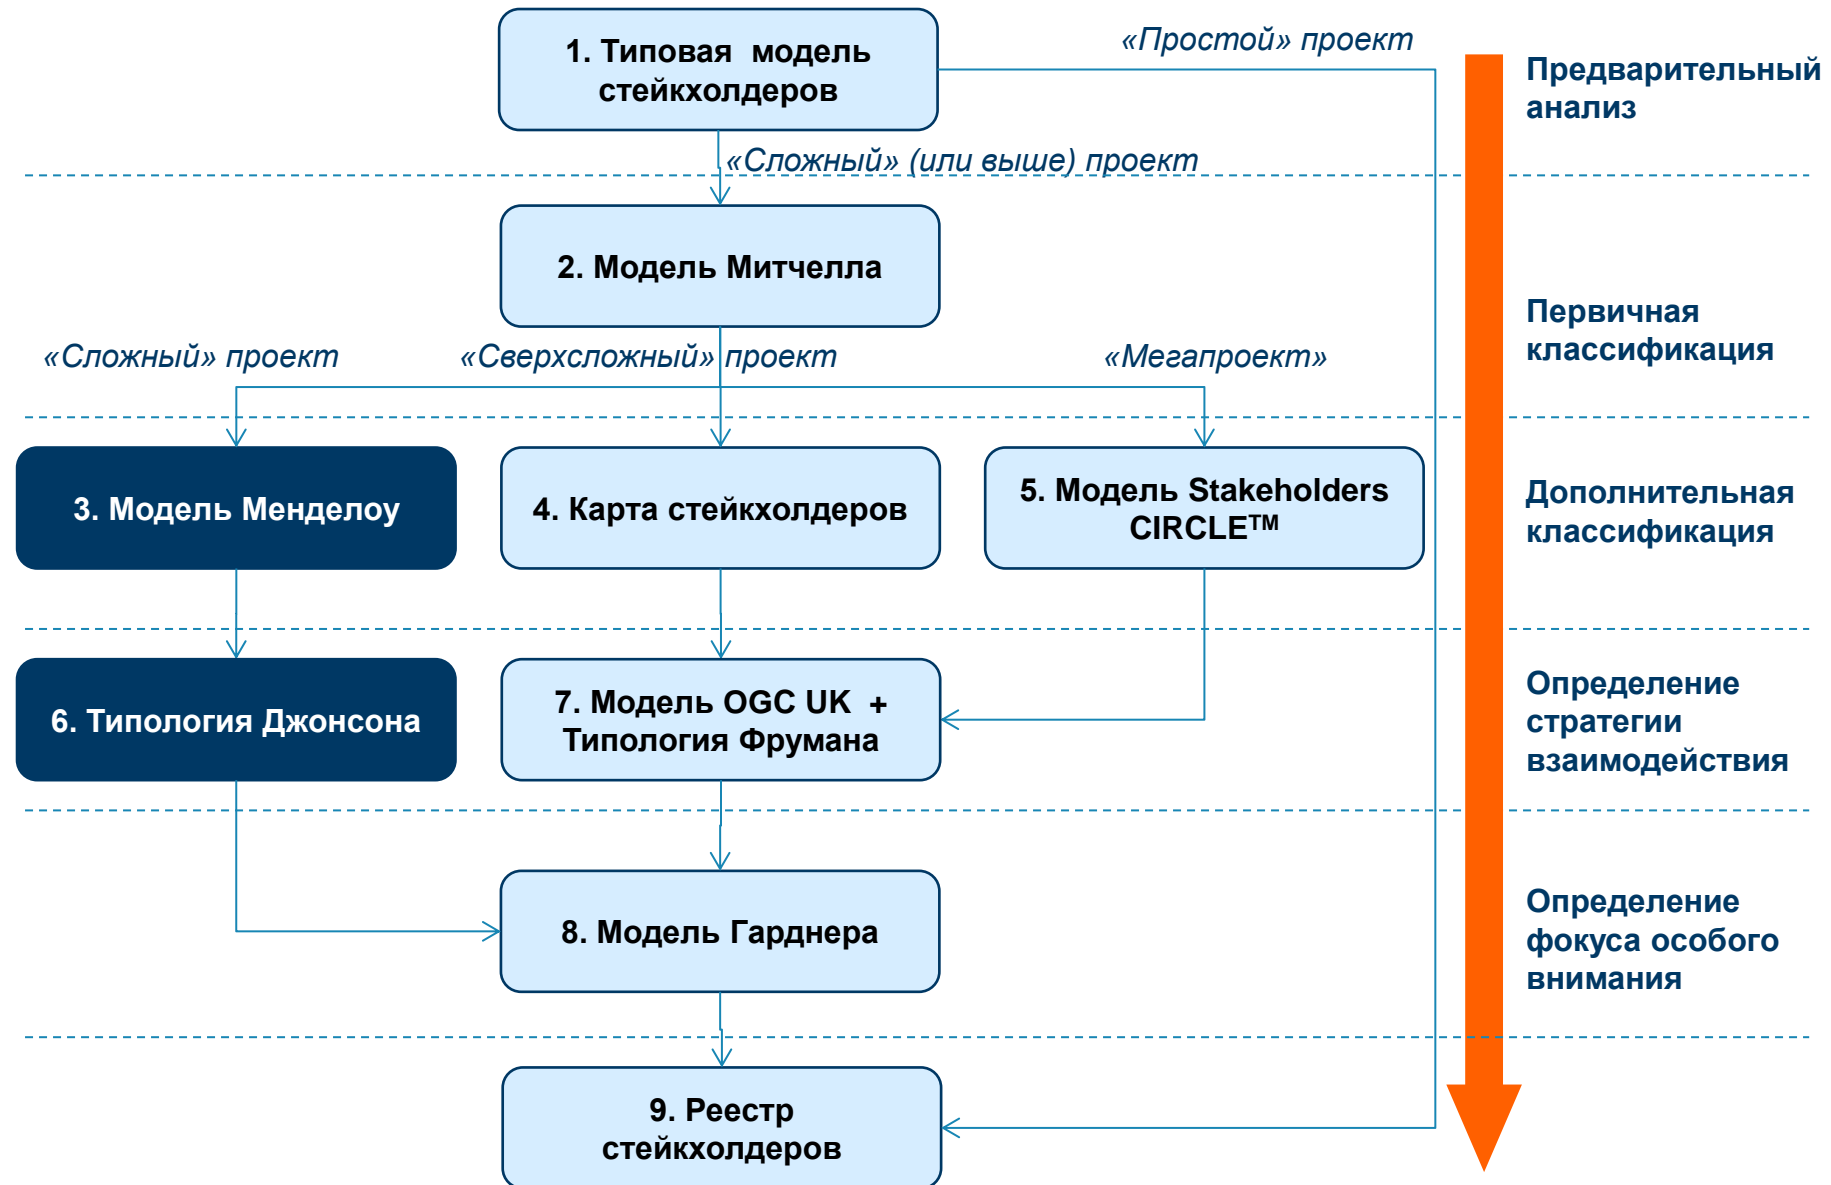 1. Типовая модель
стейкхолдеров
«Простой» проект
Предварительный
анализ
«Сложный» (или выше) проект
2. Модель Митчелла
Первичная
классификация
«Сложный» проект
«Сверхсложный» проект
«Мегапроект»
3. Модель Менделоу
4. Карта стейкхолдеров
5. Модель Stakeholders
CIRCLE™
Дополнительная
классификация
6. Типология Джонсона
7. Модель OGC UK +
Типология Фрумана
Определение
стратегии
взаимодействия
8. Модель Гарднера
Определение
фокуса особого
внимания
9. Реестр
стейкхолдеров